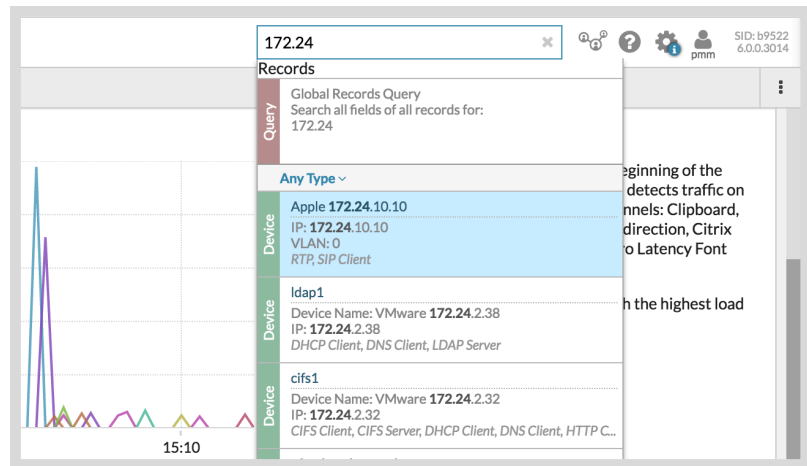 172.24
SID: b9522
6.0.0.3014
pmm
Records
Query
Global Records Query
Search all fields of all records for:
172.24
Any Type
Device
Apple 172.24.10.10
IP: 172.24.10.10
VLAN: 0
RTP, SIP Client
Device
ldap1
Device Name: VMware 172.24.2.38
IP: 172.24.2.38
DHCP Client, DNS Client, LDAP Server
Device
cifs1
Device Name: VMware 172.24.2.32
IP: 172.24.2.32
CIFS Client, CIFS Server, DHCP Client, DNS Client, HTTP C...
eginning of the
detects traffic on
nnels: Clipboard,
direction, Citrix
o Latency Font
h the highest load
15:10